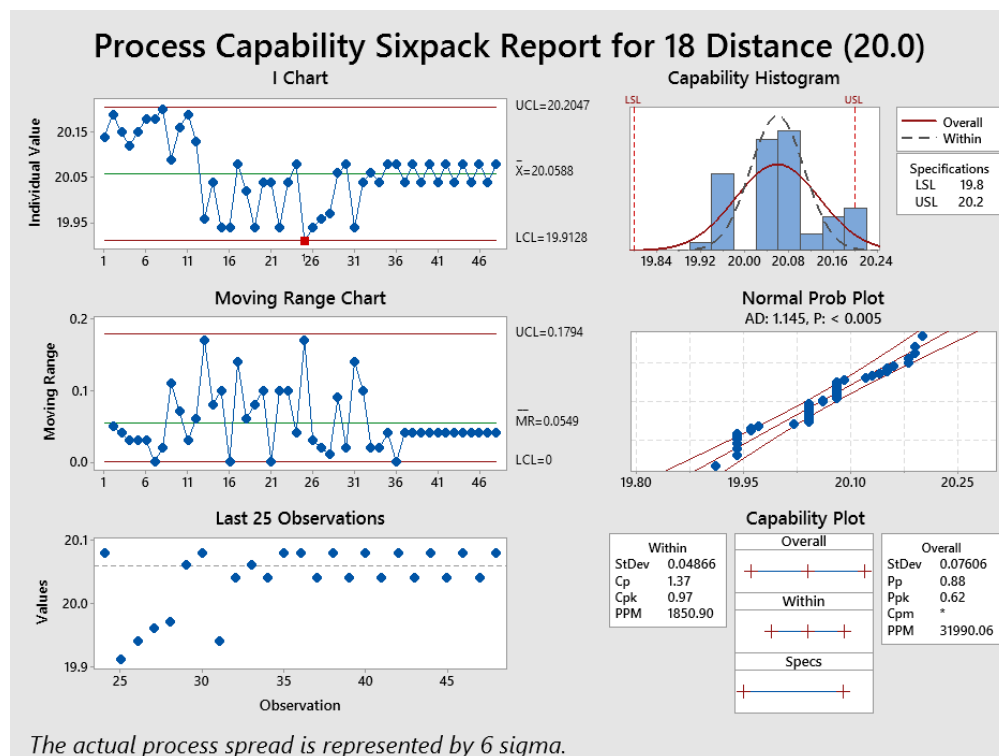 Process Capability Sixpack Report for 18 Distance (20.0)
I Chart
Individual Value
20.15
20.05
19.95
1 6 11 16 21 26 31 36 41 46
UCL=20.2047
X=20.0588
LCL=19.9128
1
Capability Histogram
LSL USL
19.84 19.92 20.00 20.08 20.16 20.24
Overall
Within
Specifications
LSL 19.8
USL 20.2
Moving Range Chart
Moving Range
0.2
0.1
0.0
1 6 11 16 21 26 31 36 41 46
UCL=0.1794
MR=0.0549
LCL=0
Normal Prob Plot
AD: 1.145, P: < 0.005
19.80 19.95 20.10 20.25
Last 25 Observations
Values
20.1
20.0
19.9
25 30 35 40 45
Observation
Capability Plot
Within
StDev 0.04866
Cp 1.37
Cpk 0.97
PPM 1850.90
Overall
Within
Specs
Overall
StDev 0.07606
Pp 0.88
Ppk 0.62
Cpm *
PPM 31990.06
The actual process spread is represented by 6 sigma.